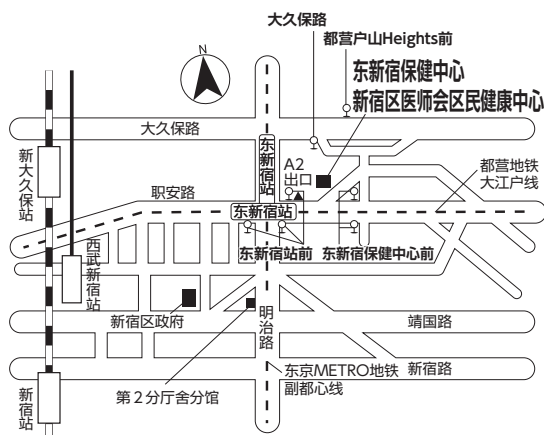 大久保路
都营户山Heights前
N
东新宿保健中心
新宿区医师会区民健康中心
大久保路
新大久保站
东新宿站
A2
出口
都营地铁
大江户线
职安路
东新宿站
西武新宿站
东新宿站前
东新宿保健中心前
新宿区政府
明治路
靖国路
第2分厅舍分馆
东京METRO地铁
副都心线
新宿路
新宿站